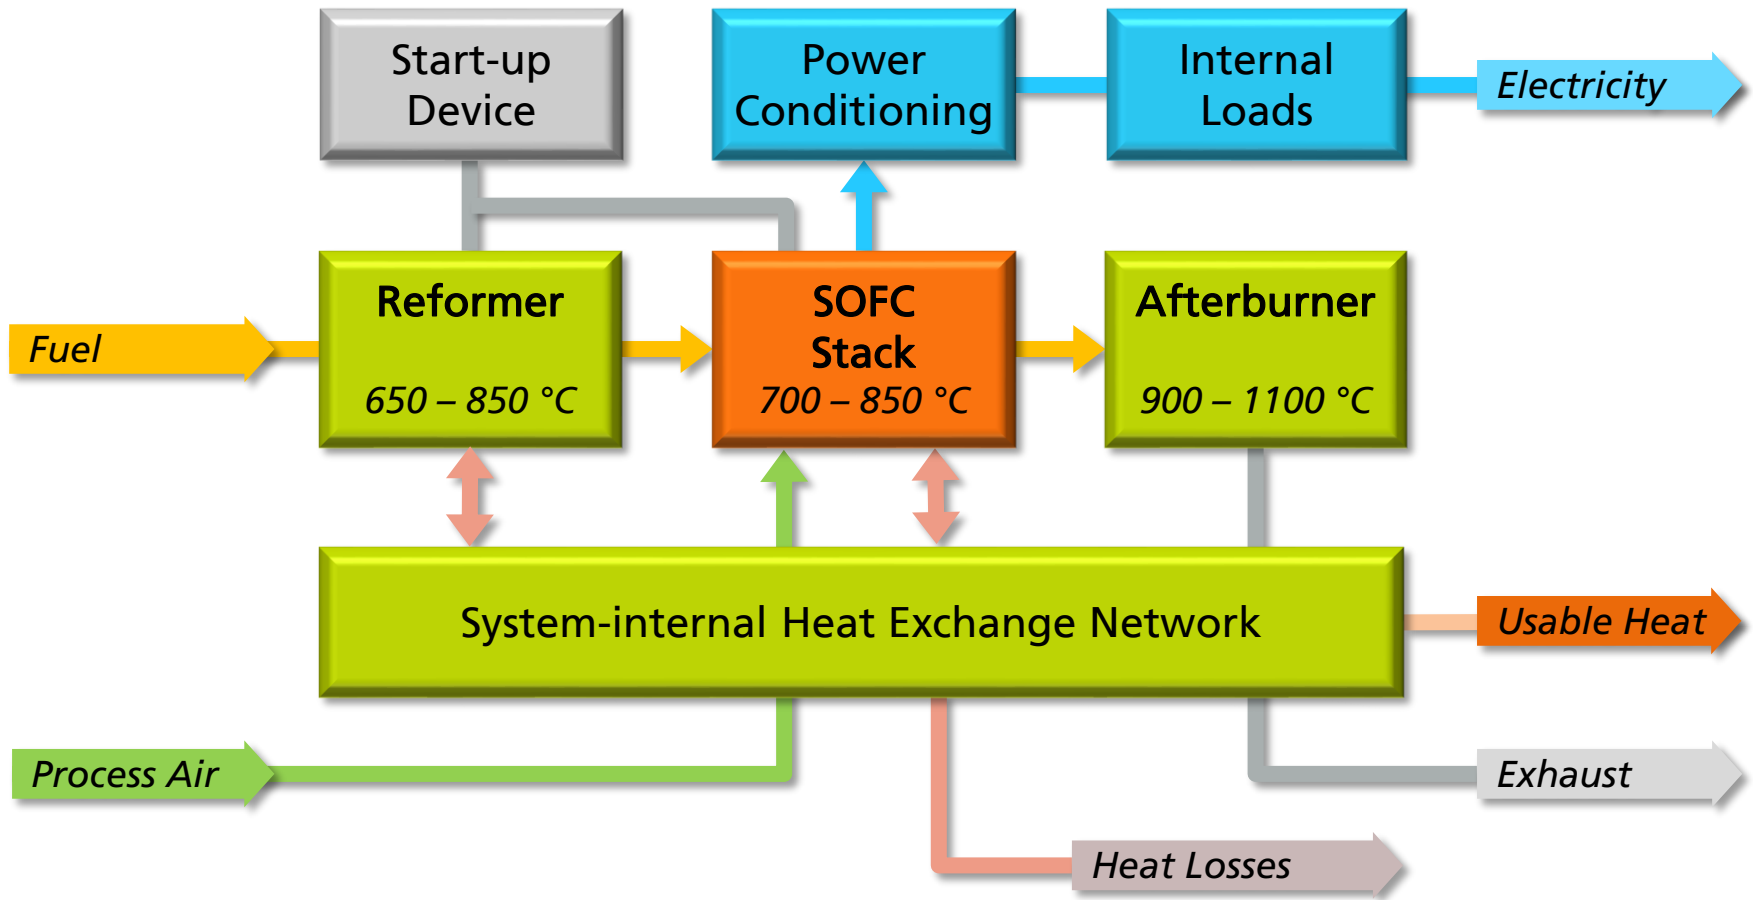 Start-up
Device
Power
Conditioning
Internal
Loads
Electricity
Fuel
Reformer
650 – 850 °C
SOFC
Stack
700 – 850 °C
Afterburner
900 – 1100 °C
System-internal Heat Exchange Network
Usable Heat
Process Air
Exhaust
Heat Losses